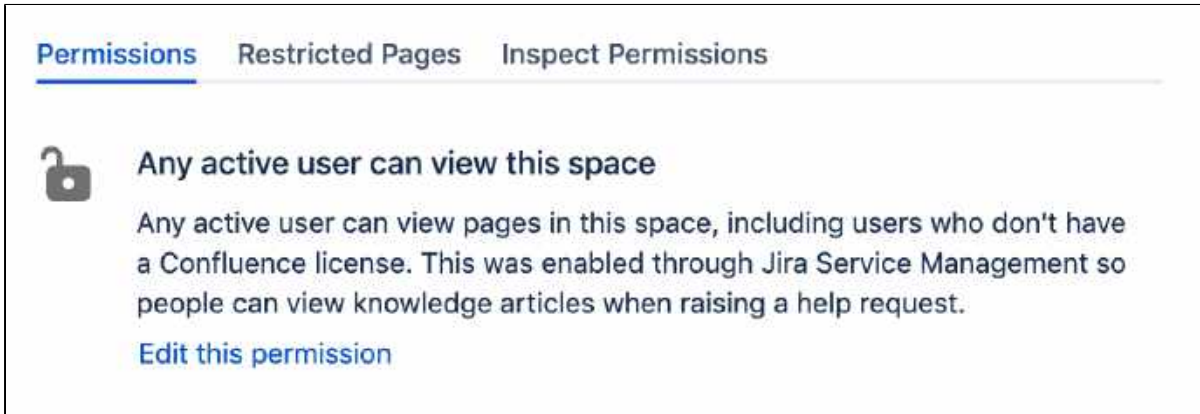 Permissions Restricted Pages Inspect Permissions
Any active user can view this space
Any active user can view pages in this space, including users who don't have
a Confluence license. This was enabled through Jira Service Management so
people can view knowledge articles when raising a help request.
Edit this permission